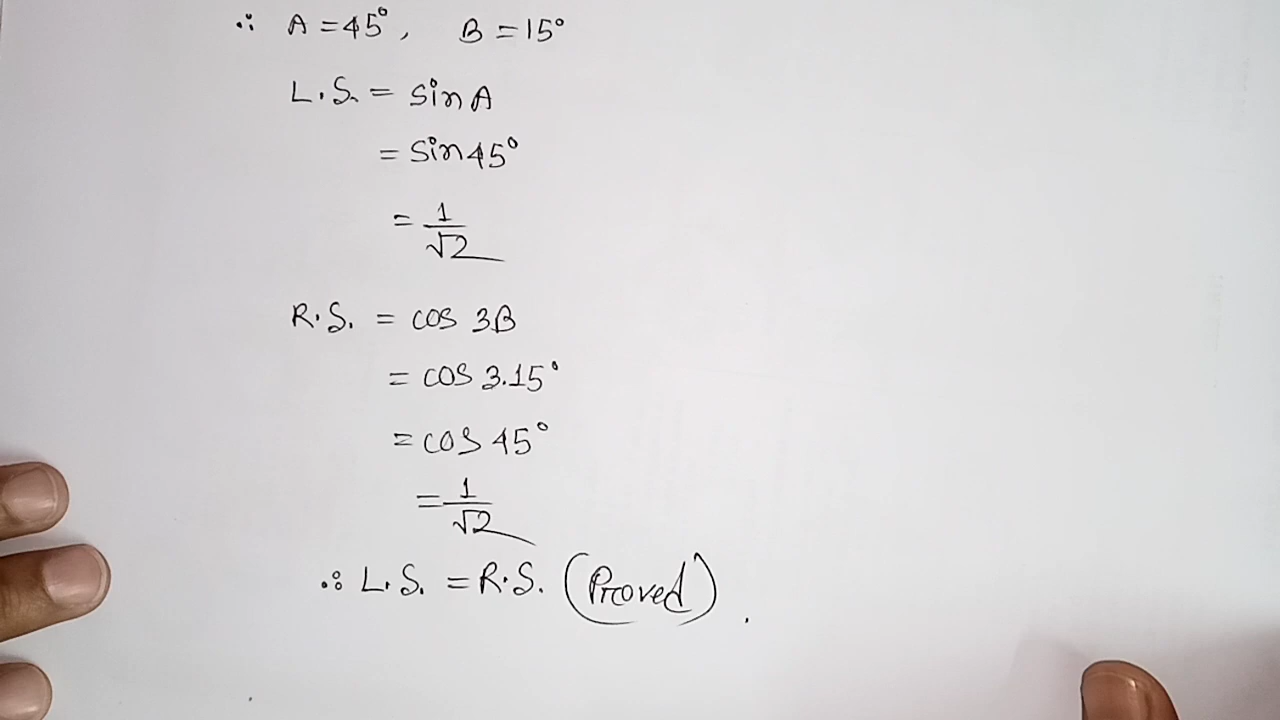 ∴ A = 45°, B = 15°
L.S. = sin A
= sin 45°
= 1/√2
R.S. = cos 3B
= cos 3.15°
= cos 45°
= 1/√2
∴ L.S. = R.S. (Proved).